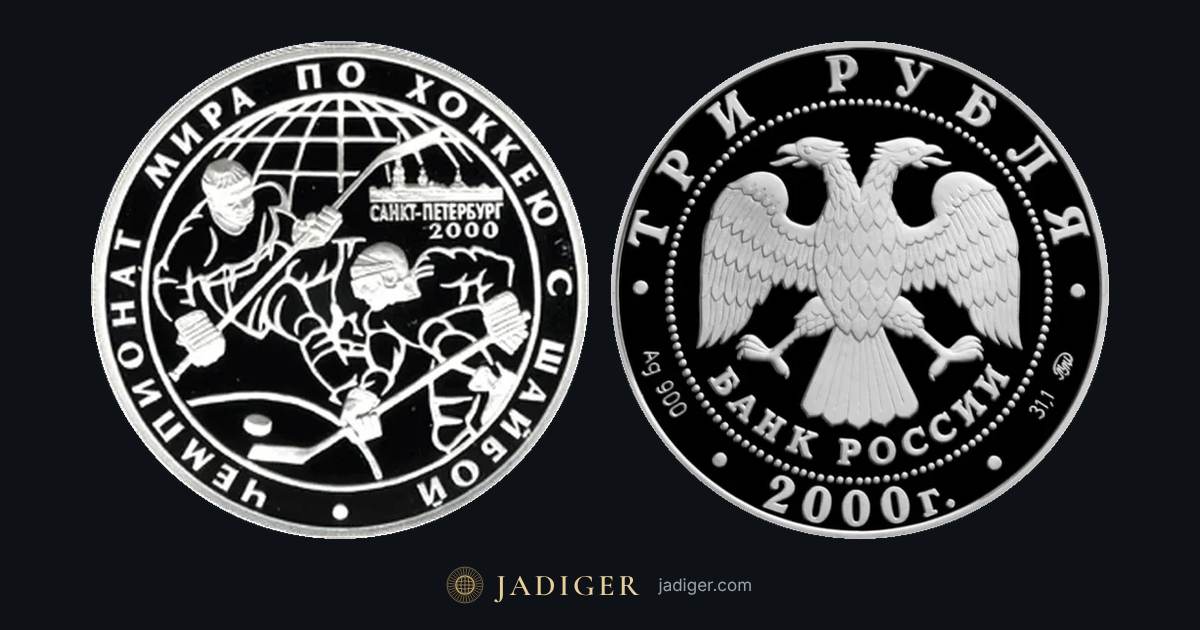 ЧЕМПИОНАТ МИРА ПО ХОККЕЮ С ШАЙБОЙ
САНКТ-ПЕТЕРБУРГ
2000
ТРИ РУБЛЯ
Ag 900
31,1
БАНК РОССИИ
2000г.
JADIGER
jadiger.com